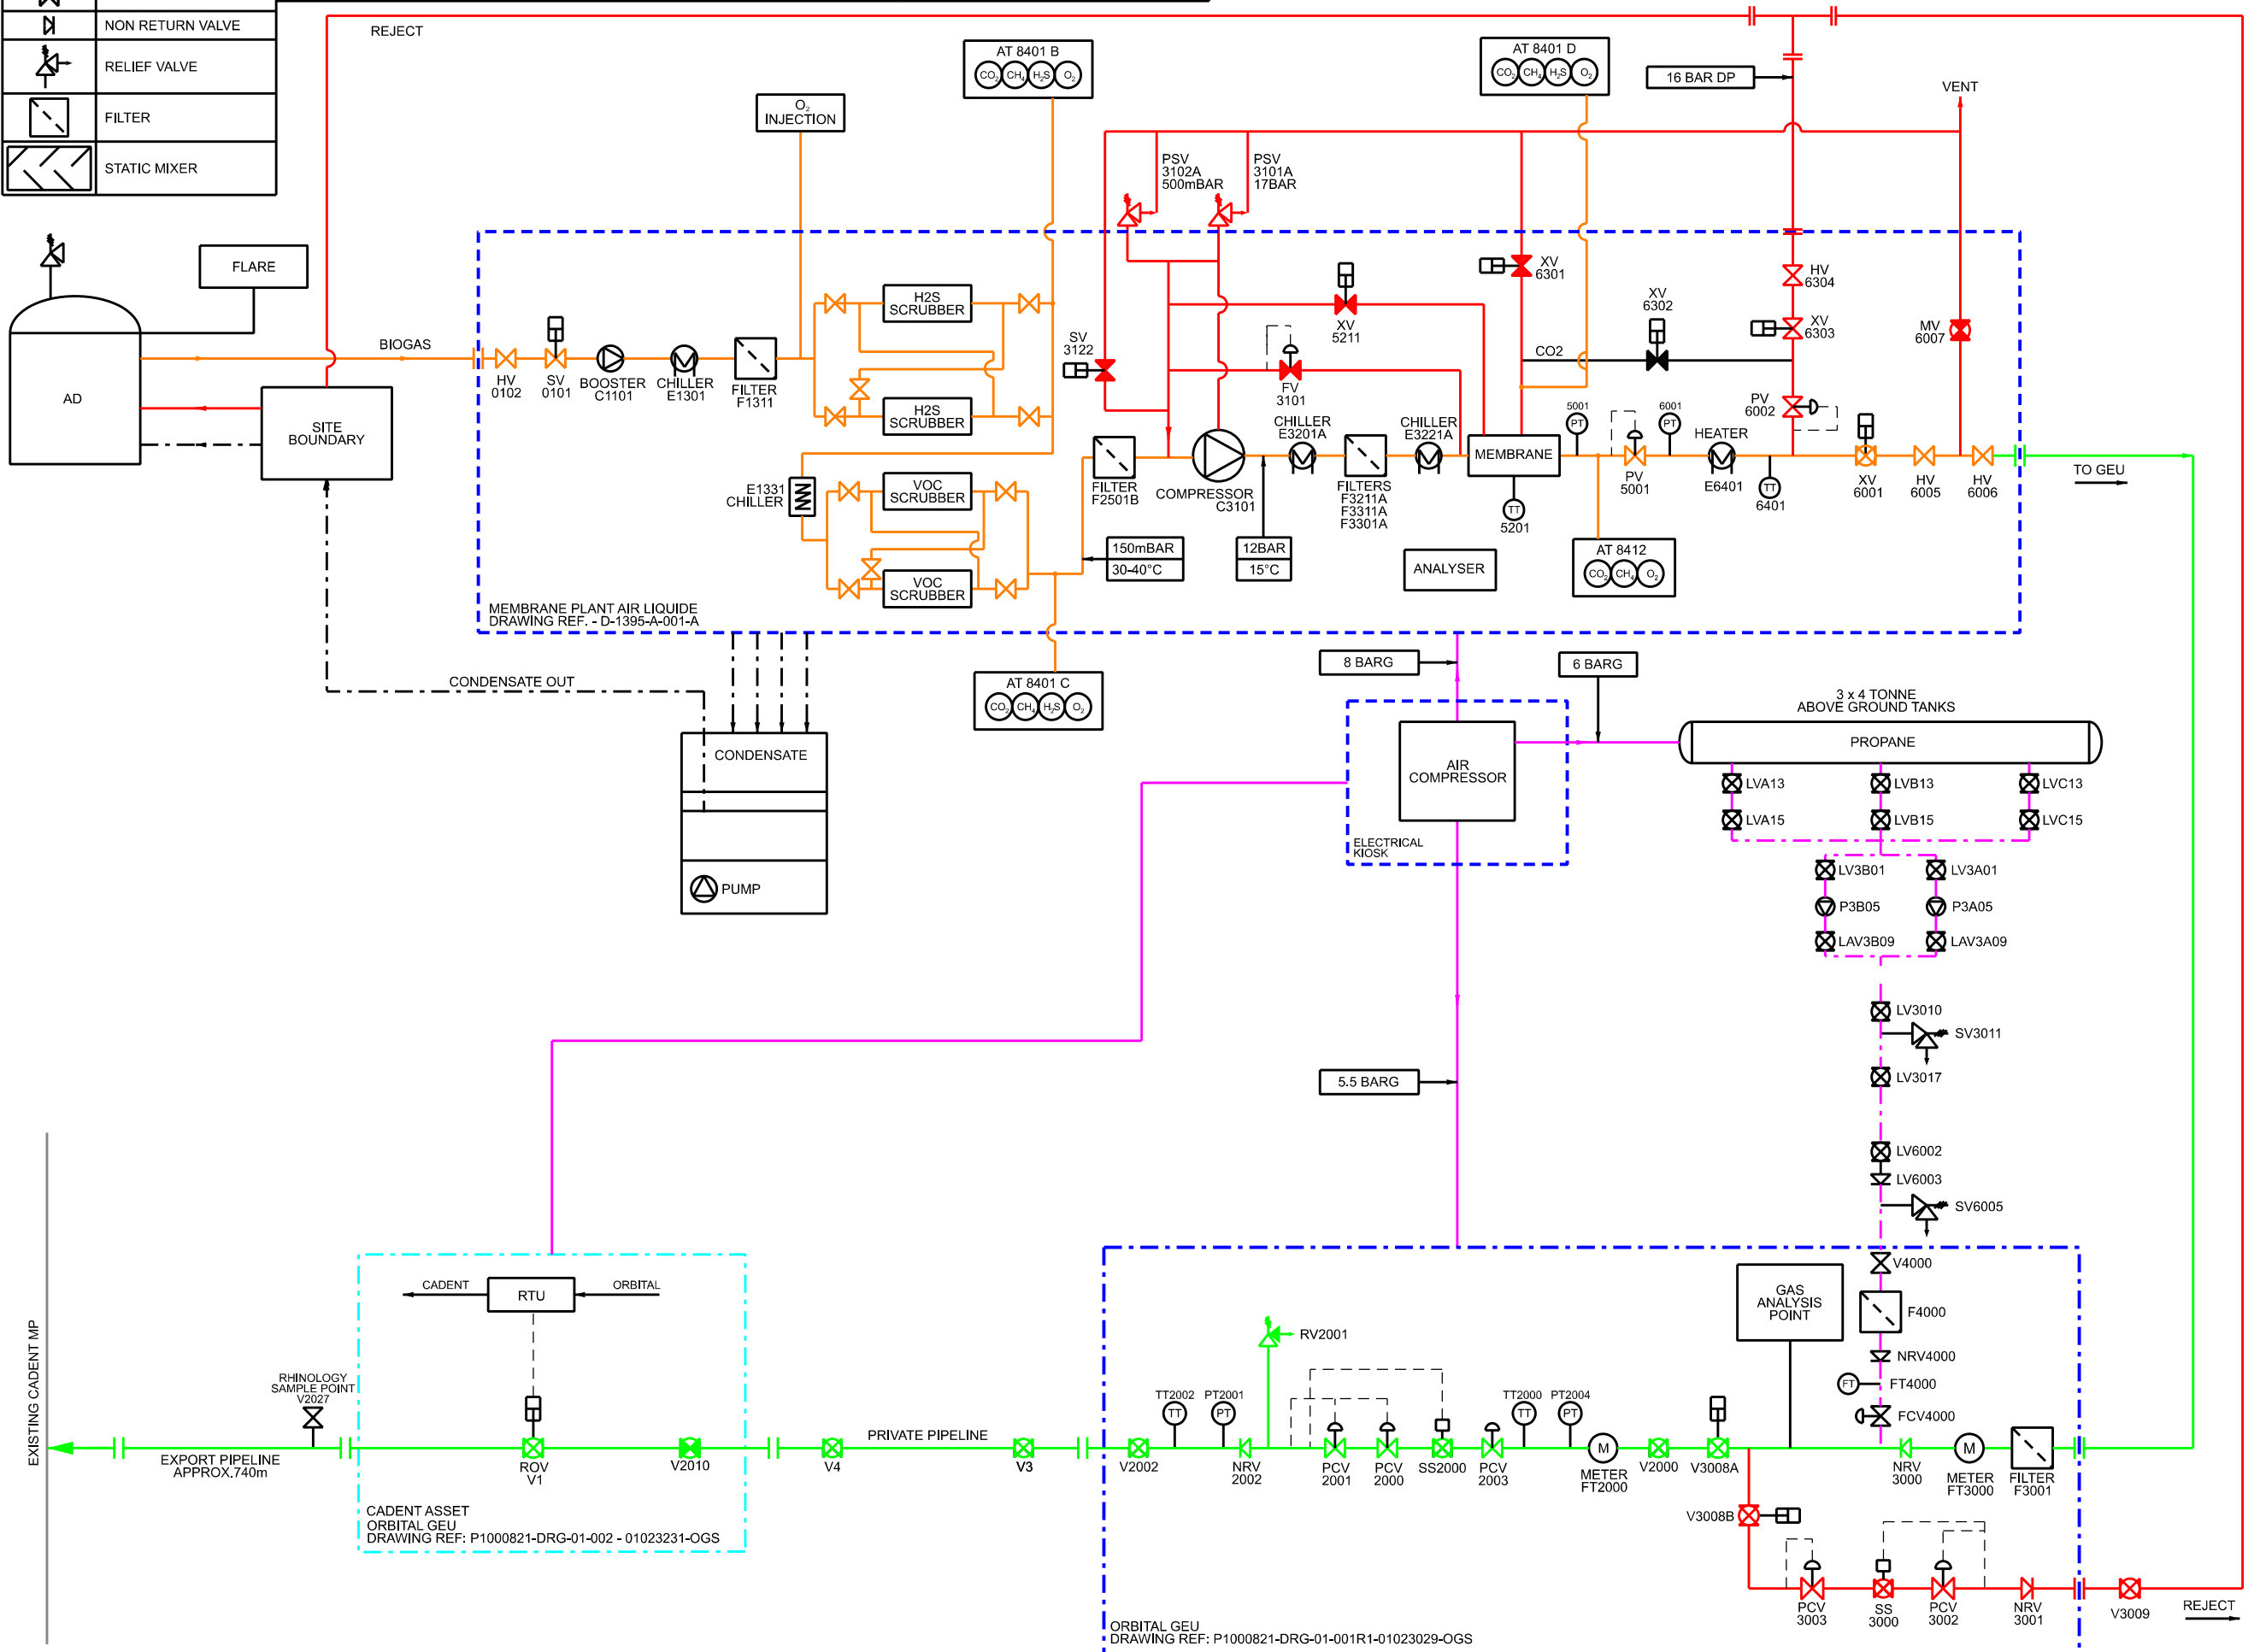 NON RETURN VALVE
RELIEF VALVE
FILTER
STATIC MIXER
REJECT
AT 8401 B
CO₂ CH₄ H₂S O₂
AT 8401 D
CO₂ CH₄ H₂S O₂
16 BAR DP
VENT
O₂
INJECTION
PSV
3102A
500mBAR
PSV
3101A
17BAR
FLARE
AD
BIOGAS
SITE
BOUNDARY
HV
0102
SV
0101
BOOSTER
C1101
CHILLER
E1301
FILTER
F1311
H2S
SCRUBBER
H2S
SCRUBBER
E1331
CHILLER
VOC
SCRUBBER
VOC
SCRUBBER
SV
3122
XV
5211
FV
3101
XV
6301
XV
6302
CO2
HV
6304
XV
6303
PV
6002
MV
6007
FILTER
F2501B
COMPRESSOR
C3101
CHILLER
E3201A
FILTERS
F3211A
F3311A
F3301A
CHILLER
E3221A
MEMBRANE
TT
5201
5001
PT
PV
5001
6001
PT
HEATER
E6401
TT
6401
XV
6001
HV
6005
HV
6006
TO GEU
150mBAR
30-40°C
12BAR
15°C
ANALYSER
AT 8412
CO₂ CH₄ O₂
MEMBRANE PLANT AIR LIQUIDE
DRAWING REF. - D-1395-A-001-A
CONDENSATE OUT
AT 8401 C
CO₂ CH₄ H₂S O₂
CONDENSATE
PUMP
8 BARG
6 BARG
AIR
COMPRESSOR
ELECTRICAL
KIOSK
3 x 4 TONNE
ABOVE GROUND TANKS
PROPANE
LVA13
LVB13
LVC13
LVA15
LVB15
LVC15
LV3B01
LV3A01
P3B05
P3A05
LAV3B09
LAV3A09
LV3010
SV3011
LV3017
5.5 BARG
LV6002
LV6003
SV6005
V4000
F4000
NRV4000
FT
FT4000
FCV4000
GAS
ANALYSIS
POINT
EXISTING CADENT MP
RHINOLOGY
SAMPLE POINT
V2027
EXPORT PIPELINE
APPROX.740m
CADENT
RTU
ORBITAL
ROV
V1
V2010
CADENT ASSET
ORBITAL GEU
DRAWING REF: P1000821-DRG-01-002 - 01023231-OGS
PRIVATE PIPELINE
V4
V3
V2002
TT2002
TT
PT2001
PT
NRV
2002
RV2001
PCV
2001
PCV
2000
SS2000
PCV
2003
TT2000
TT
PT2004
PT
M
METER
FT2000
V2000
V3008A
NRV
3000
M
METER
FT3000
FILTER
F3001
V3008B
PCV
3003
SS
3000
PCV
3002
NRV
3001
V3009
REJECT
ORBITAL GEU
DRAWING REF: P1000821-DRG-01-001R1-01023029-OGS